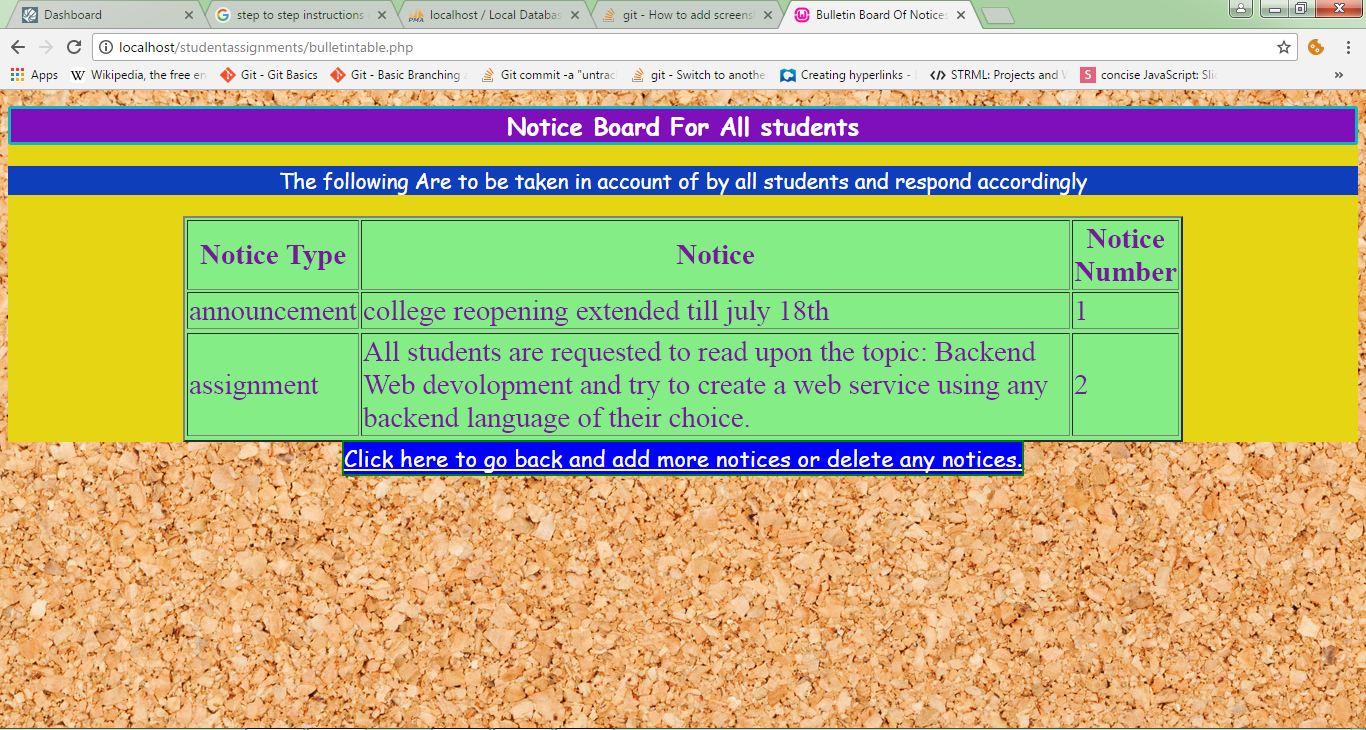 Dashboard
step to step instructions
localhost / Local Databas
git - How to add screens
Bulletin Board Of Notices
localhost/studentassignments/bulletintable.php
Apps
Wikipedia, the free en
Git - Git Basics
Git - Basic Branching
Git commit -a "untrac
git - Switch to anothe
Creating hyperlinks -
STRML: Projects and W
concise JavaScript: Sli
Notice Board For All students
The following Are to be taken in account of by all students and respond accordingly
Notice Type
Notice
Notice
Number
announcement
college reopening extended till july 18th
1
assignment
All students are requested to read upon the topic: Backend
Web devolopment and try to create a web service using any
backend language of their choice.
2
Click here to go back and add more notices or delete any notices.